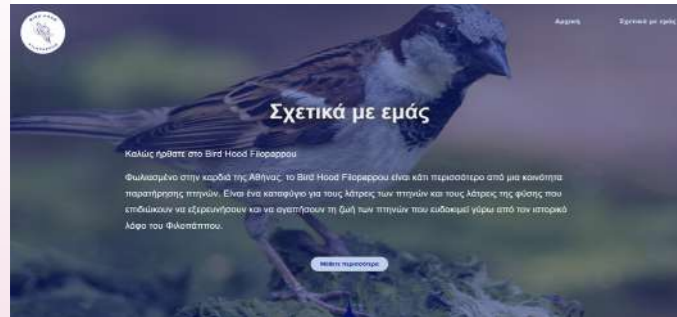 BIRD HOOD
FILOPAPPOU
Αρχική
Σχετικά με εμάς
Σχετικά με εμάς
Καλώς ήρθατε στο Bird Hood Filopappou
Φωλιασμένο στην καρδιά της Αθήνας, το Bird Hood Filopappou είναι κάτι περισσότερο από μια κοινότητα
παρατήρησης πτηνών. Είναι ένα καταφύγιο για τους λάτρεις των πτηνών και τους λάτρεις της φύσης που
επιδιώκουν να εξερευνήσουν και να αγαπήσουν τη ζωή των πτηνών που ευδοκιμεί γύρω από τον ιστορικό
λόφο του Φιλοπάππου.
Μάθετε περισσότερα